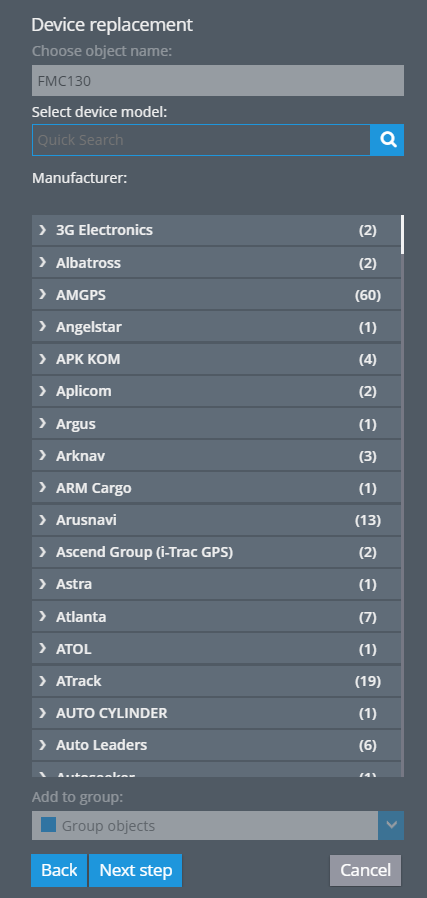 Device replacement
Choose object name:
FMC130
Select device model:
Quick Search
Manufacturer:
3G Electronics (2)
Albatross (2)
AMGPS (60)
Angelstar (1)
APK KOM (4)
Aplicom (2)
Argus (1)
Arknav (3)
ARM Cargo (1)
Arusnavi (13)
Ascend Group (i-Trac GPS) (2)
Astra (1)
Atlanta (7)
ATOL (1)
ATrack (19)
AUTO CYLINDER (1)
Auto Leaders (6)
Autoseeker (1)
Add to group:
Group objects
Back Next step Cancel